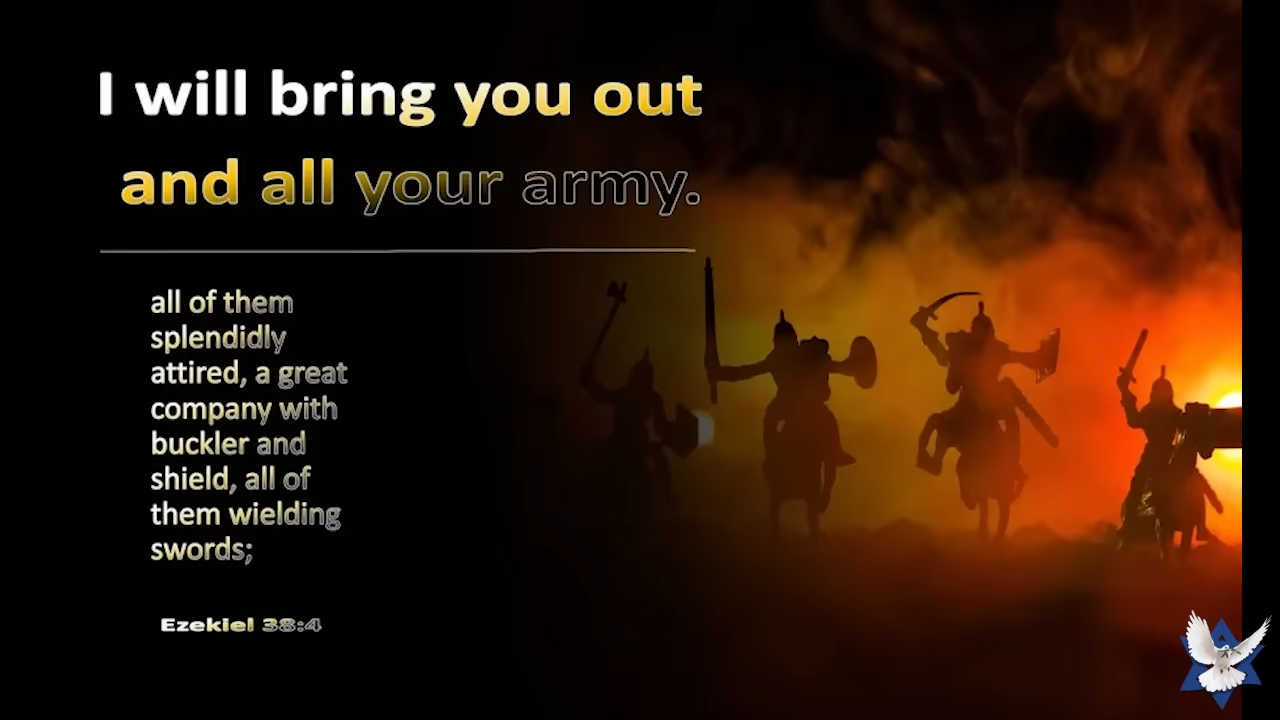 I will bring you out
and all your army.
all of them
splendidly
attired, a great
company with
buckler and
shield, all of
them wielding
swords;
Ezekiel 38:4